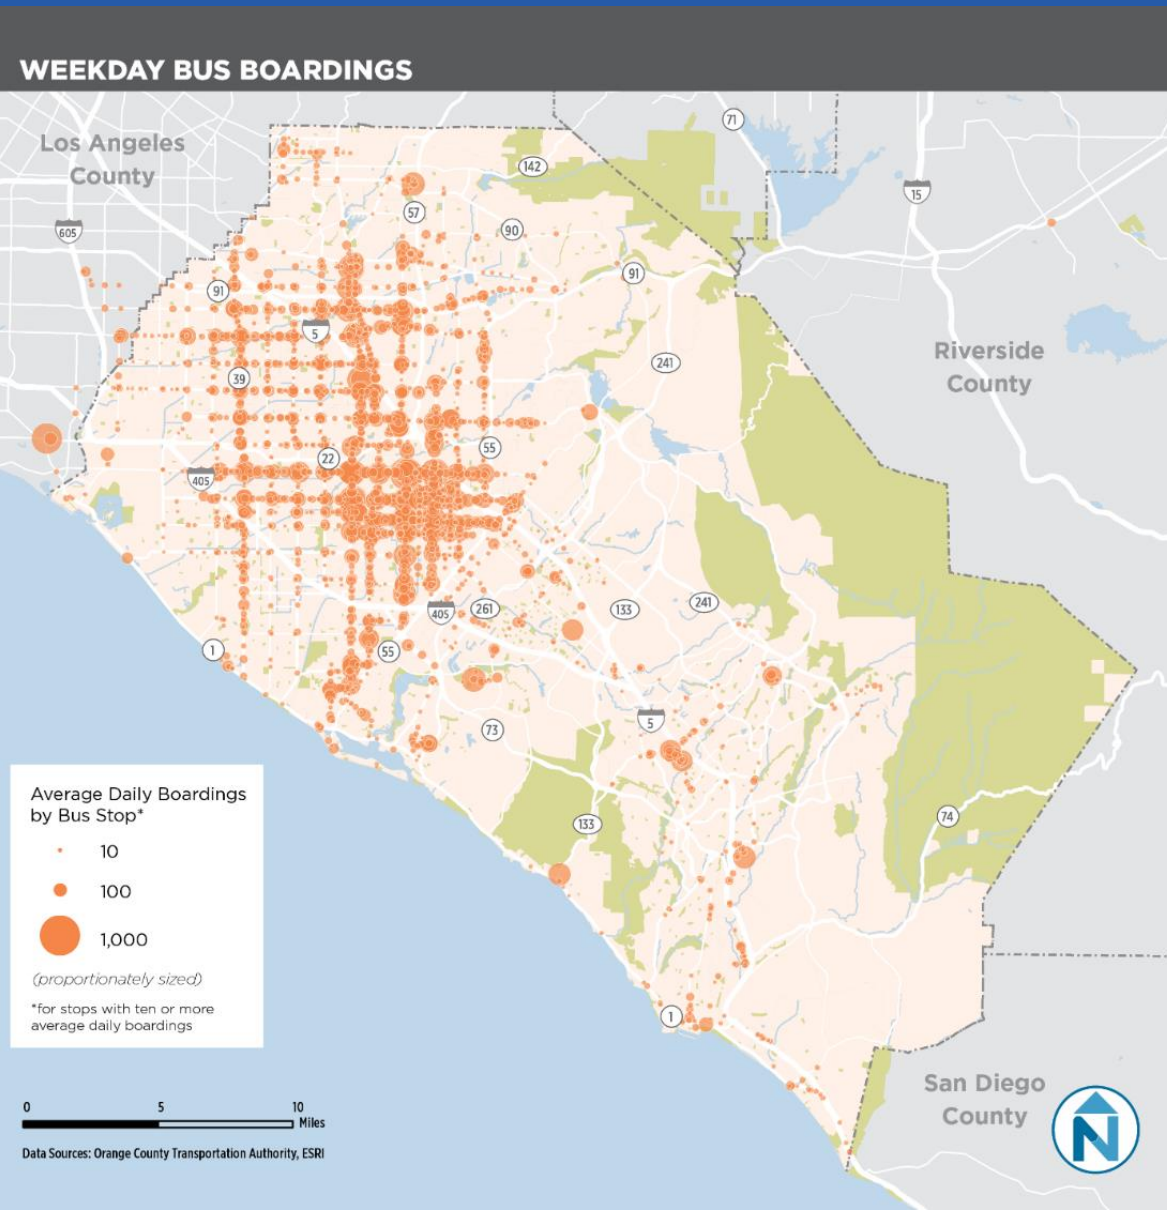 WEEKDAY BUS BOARDINGS
Los Angeles
County
71
142
15
57
605
90
91
91
5
Riverside
County
241
39
55
22
405
405
261
133
241
1
55
5
73
133
74
Average Daily Boardings
by Bus Stop*
10
100
1,000
(proportionately sized)
*for stops with ten or more
average daily boardings
1
San Diego
County
N
0 5 10
Miles
Data Sources: Orange County Transportation Authority, ESRI